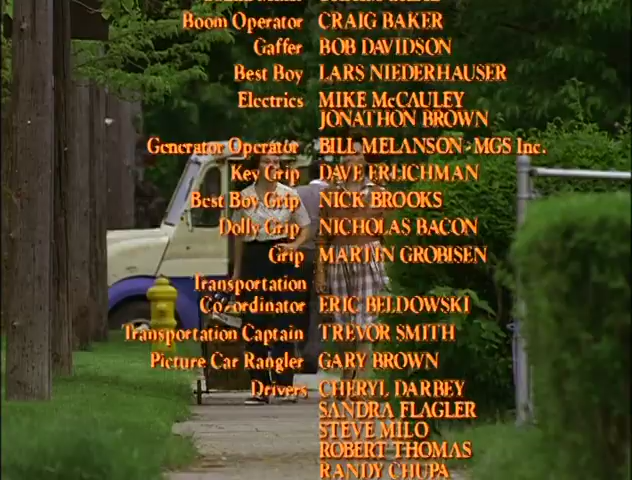 Boom Operator CRAIG BAKER
Gaffer BOB DAVIDSON
Best Boy LARS NIEDERHAUSER
Electrics MIKE McCAULEY
JONATHON BROWN
Generator Operator BILL MELANSON - MGS Inc.
Key Grip DAVE ERLICHMAN
Best Boy Grip NICK BROOKS
Dolly Grip NICHOLAS BACON
Grip MARTIN GROBISEN
Transportation
Co-ordinator ERIC BELDOWSKI
Transportation Captain TREVOR SMITH
Picture Car Rangler GARY BROWN
Drivers CHERYL DARBEY
SANDRA FLAGLER
STEVE MILO
ROBERT THOMAS
RANDY CHUPA